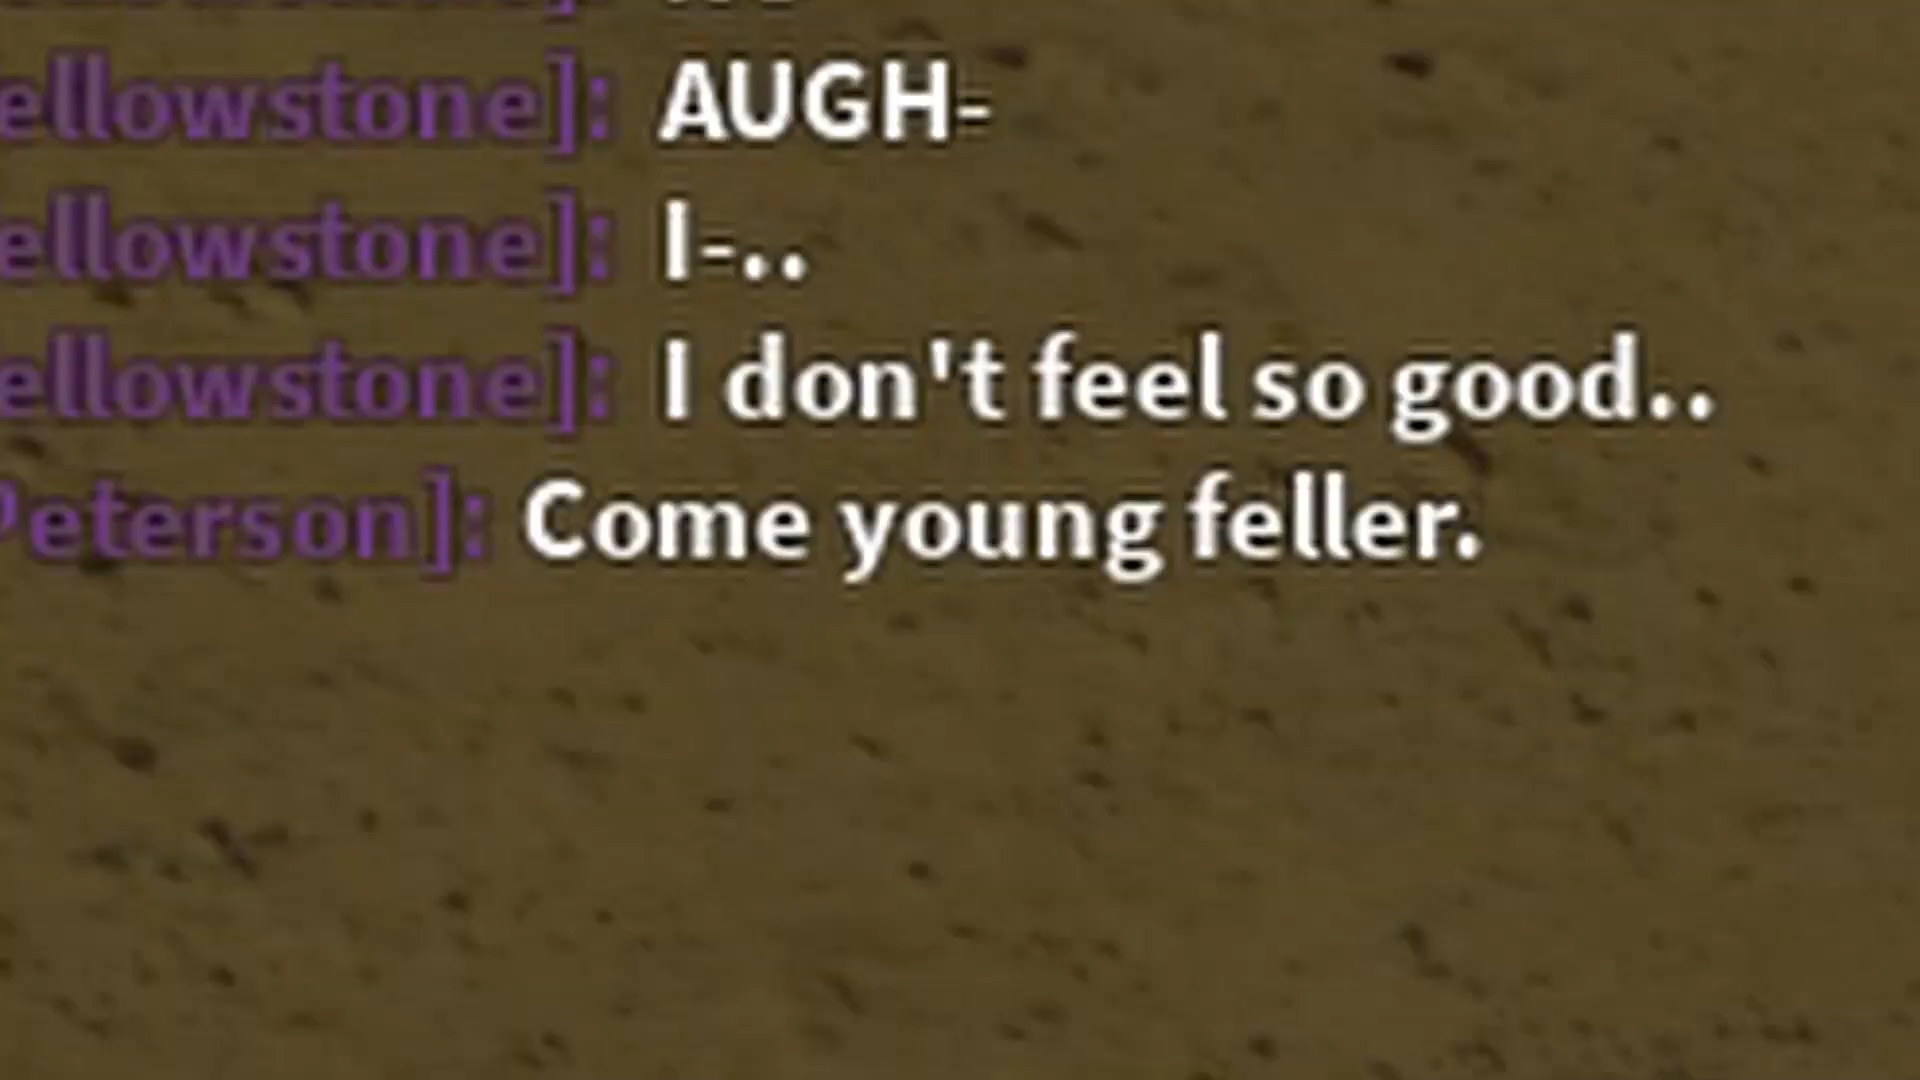 ellowstone]: AUGH-
ellowstone]: I-..
ellowstone]: I don't feel so good..
Peterson]: Come young feller.